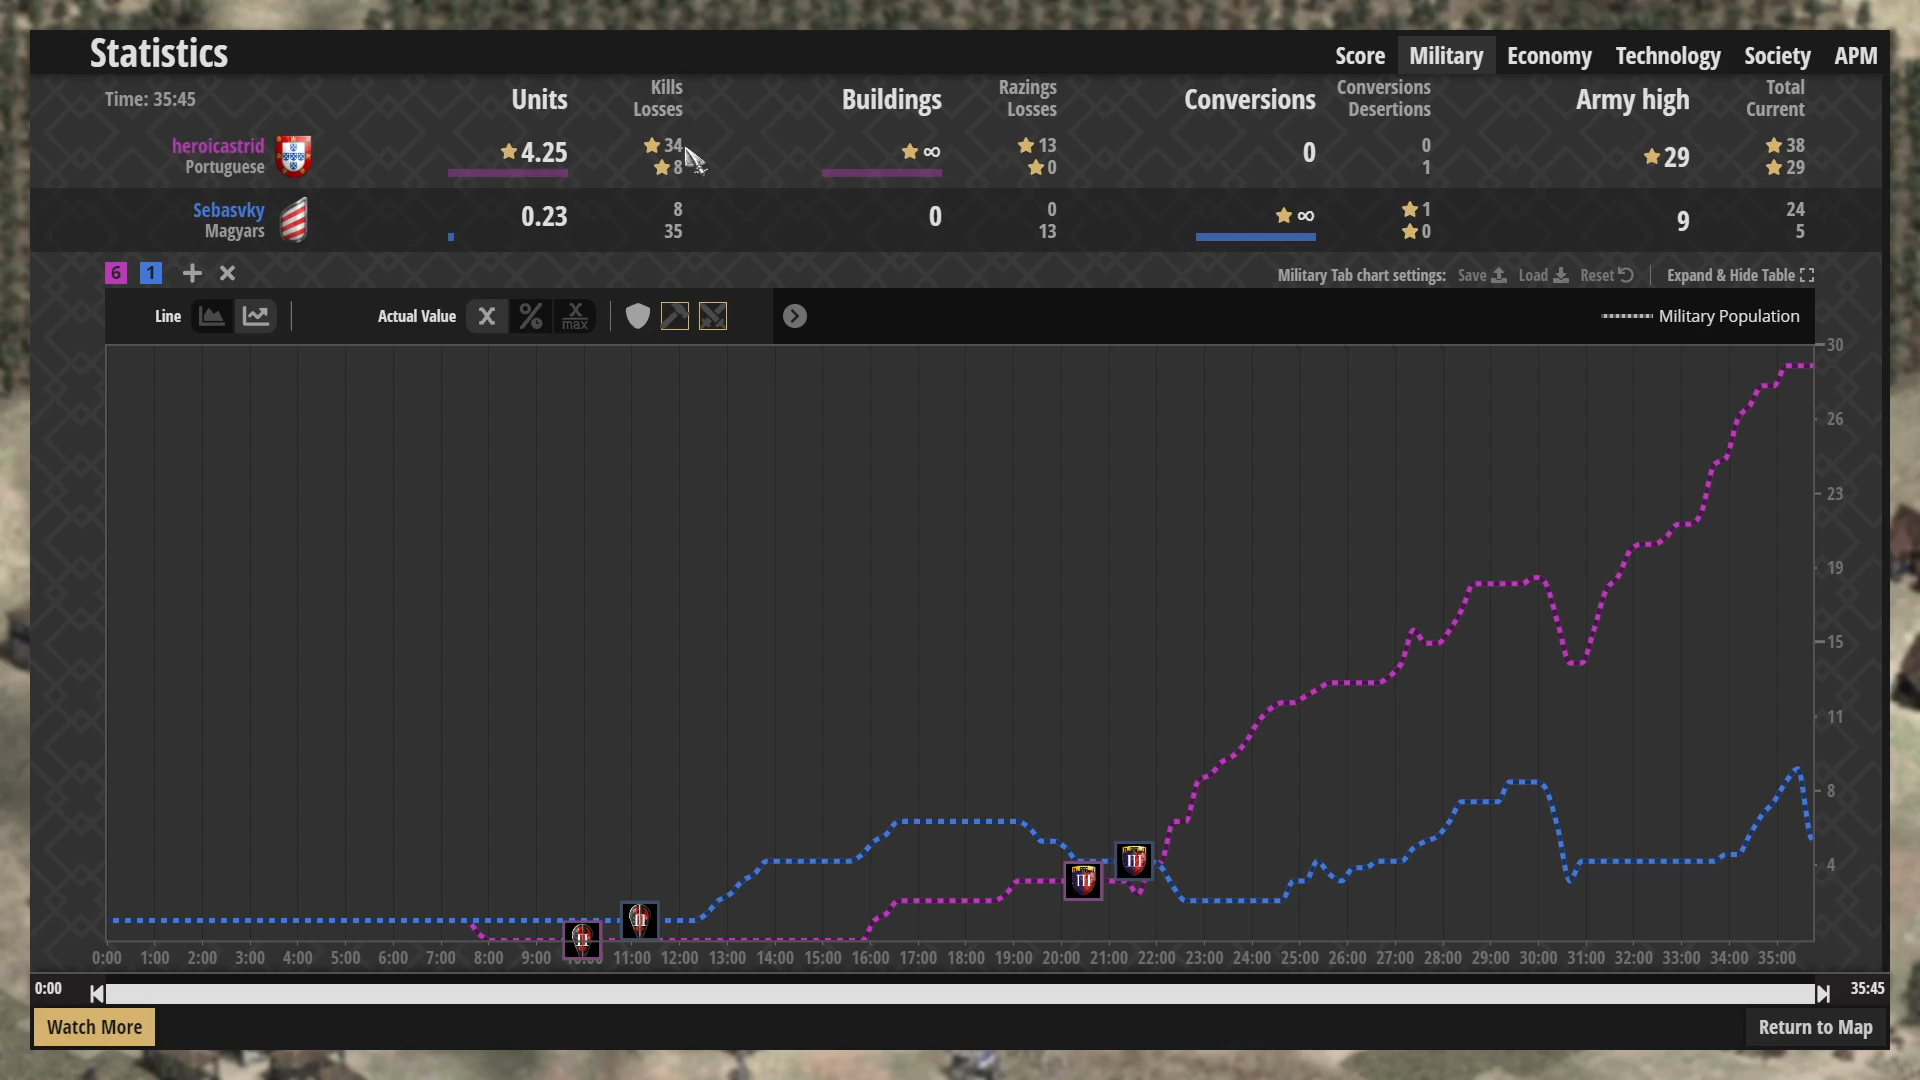 Statistics
Score Military Economy Technology Society APM
Time: 35:45
Units
Kills
Losses
Buildings
Razings
Losses
Conversions
Conversions
Desertions
Army high
Total
Current
heroicastrid
Portuguese
4.25
34
8
∞
13
0
0
0
1
29
38
29
Sebasvky
Magyars
0.23
8
35
0
0
13
∞
1
0
9
24
5
6 1
Military Tab chart settings: Save Load Reset Expand & Hide Table
Line Actual Value X % X max
Military Population
30
26
23
19
15
11
8
4
0:00 1:00 2:00 3:00 4:00 5:00 6:00 7:00 8:00 9:00 10:00 11:00 12:00 13:00 14:00 15:00 16:00 17:00 18:00 19:00 20:00 21:00 22:00 23:00 24:00 25:00 26:00 27:00 28:00 29:00 30:00 31:00 32:00 33:00 34:00 35:00
0:00 35:45
Watch More Return to Map